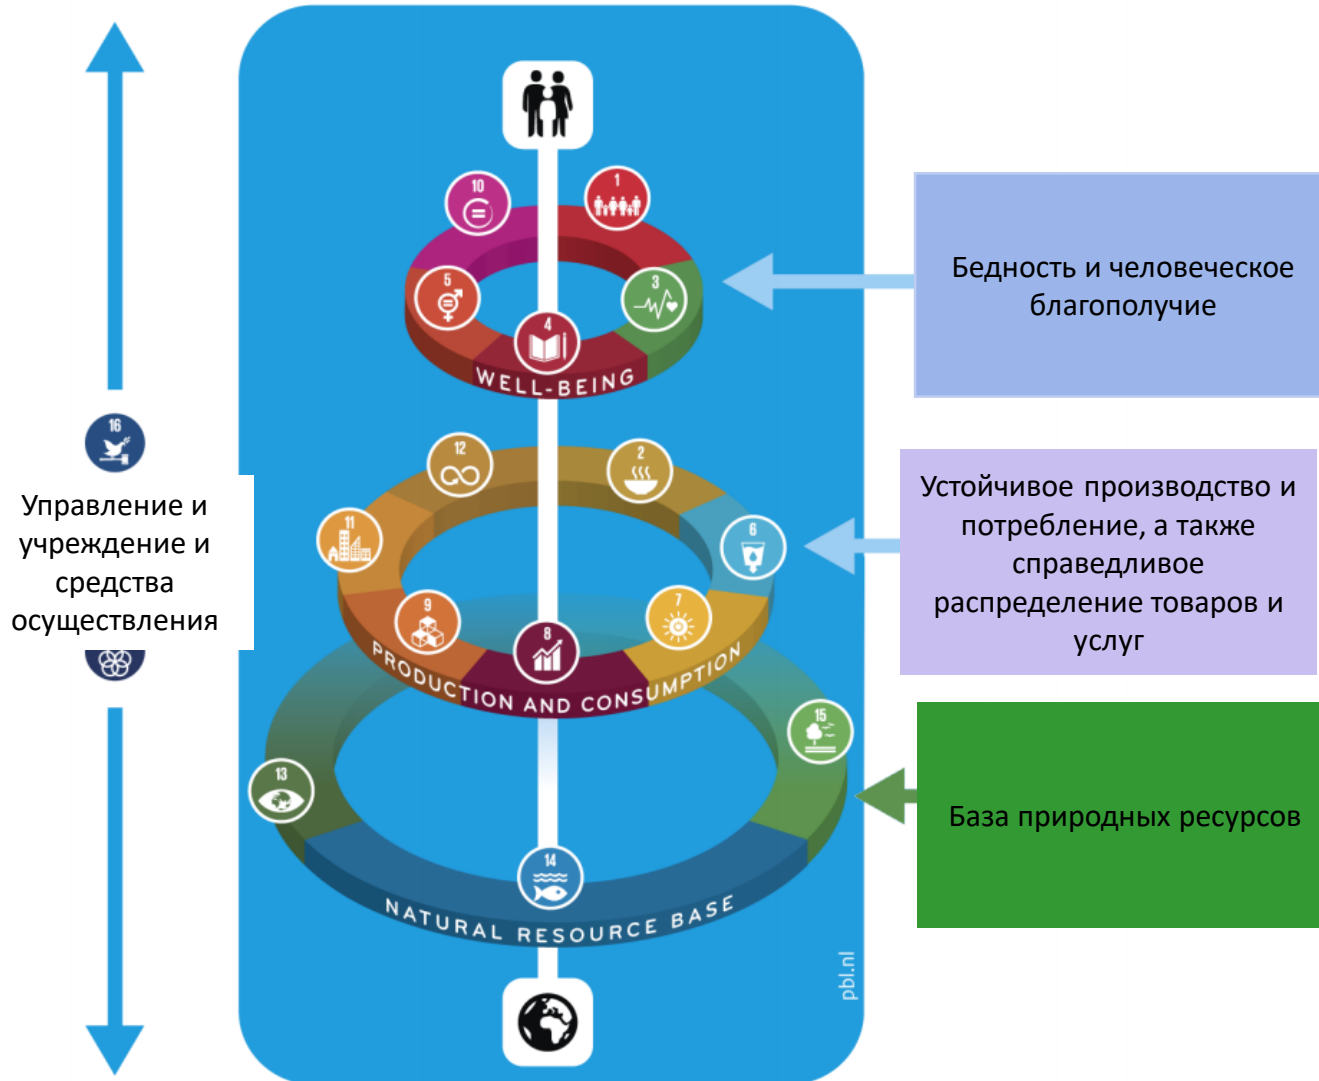 10
1
5
3
4
WELL-BEING
Бедность и человеческое
благополучие
16
Управление и
учреждение и
средства
осуществления
12
2
11
6
9
7
8
PRODUCTION AND CONSUMPTION
Устойчивое производство и
потребление, а также
справедливое
распределение товаров и
услуг
15
13
14
NATURAL RESOURCE BASE
База природных ресурсов
pbl.nl